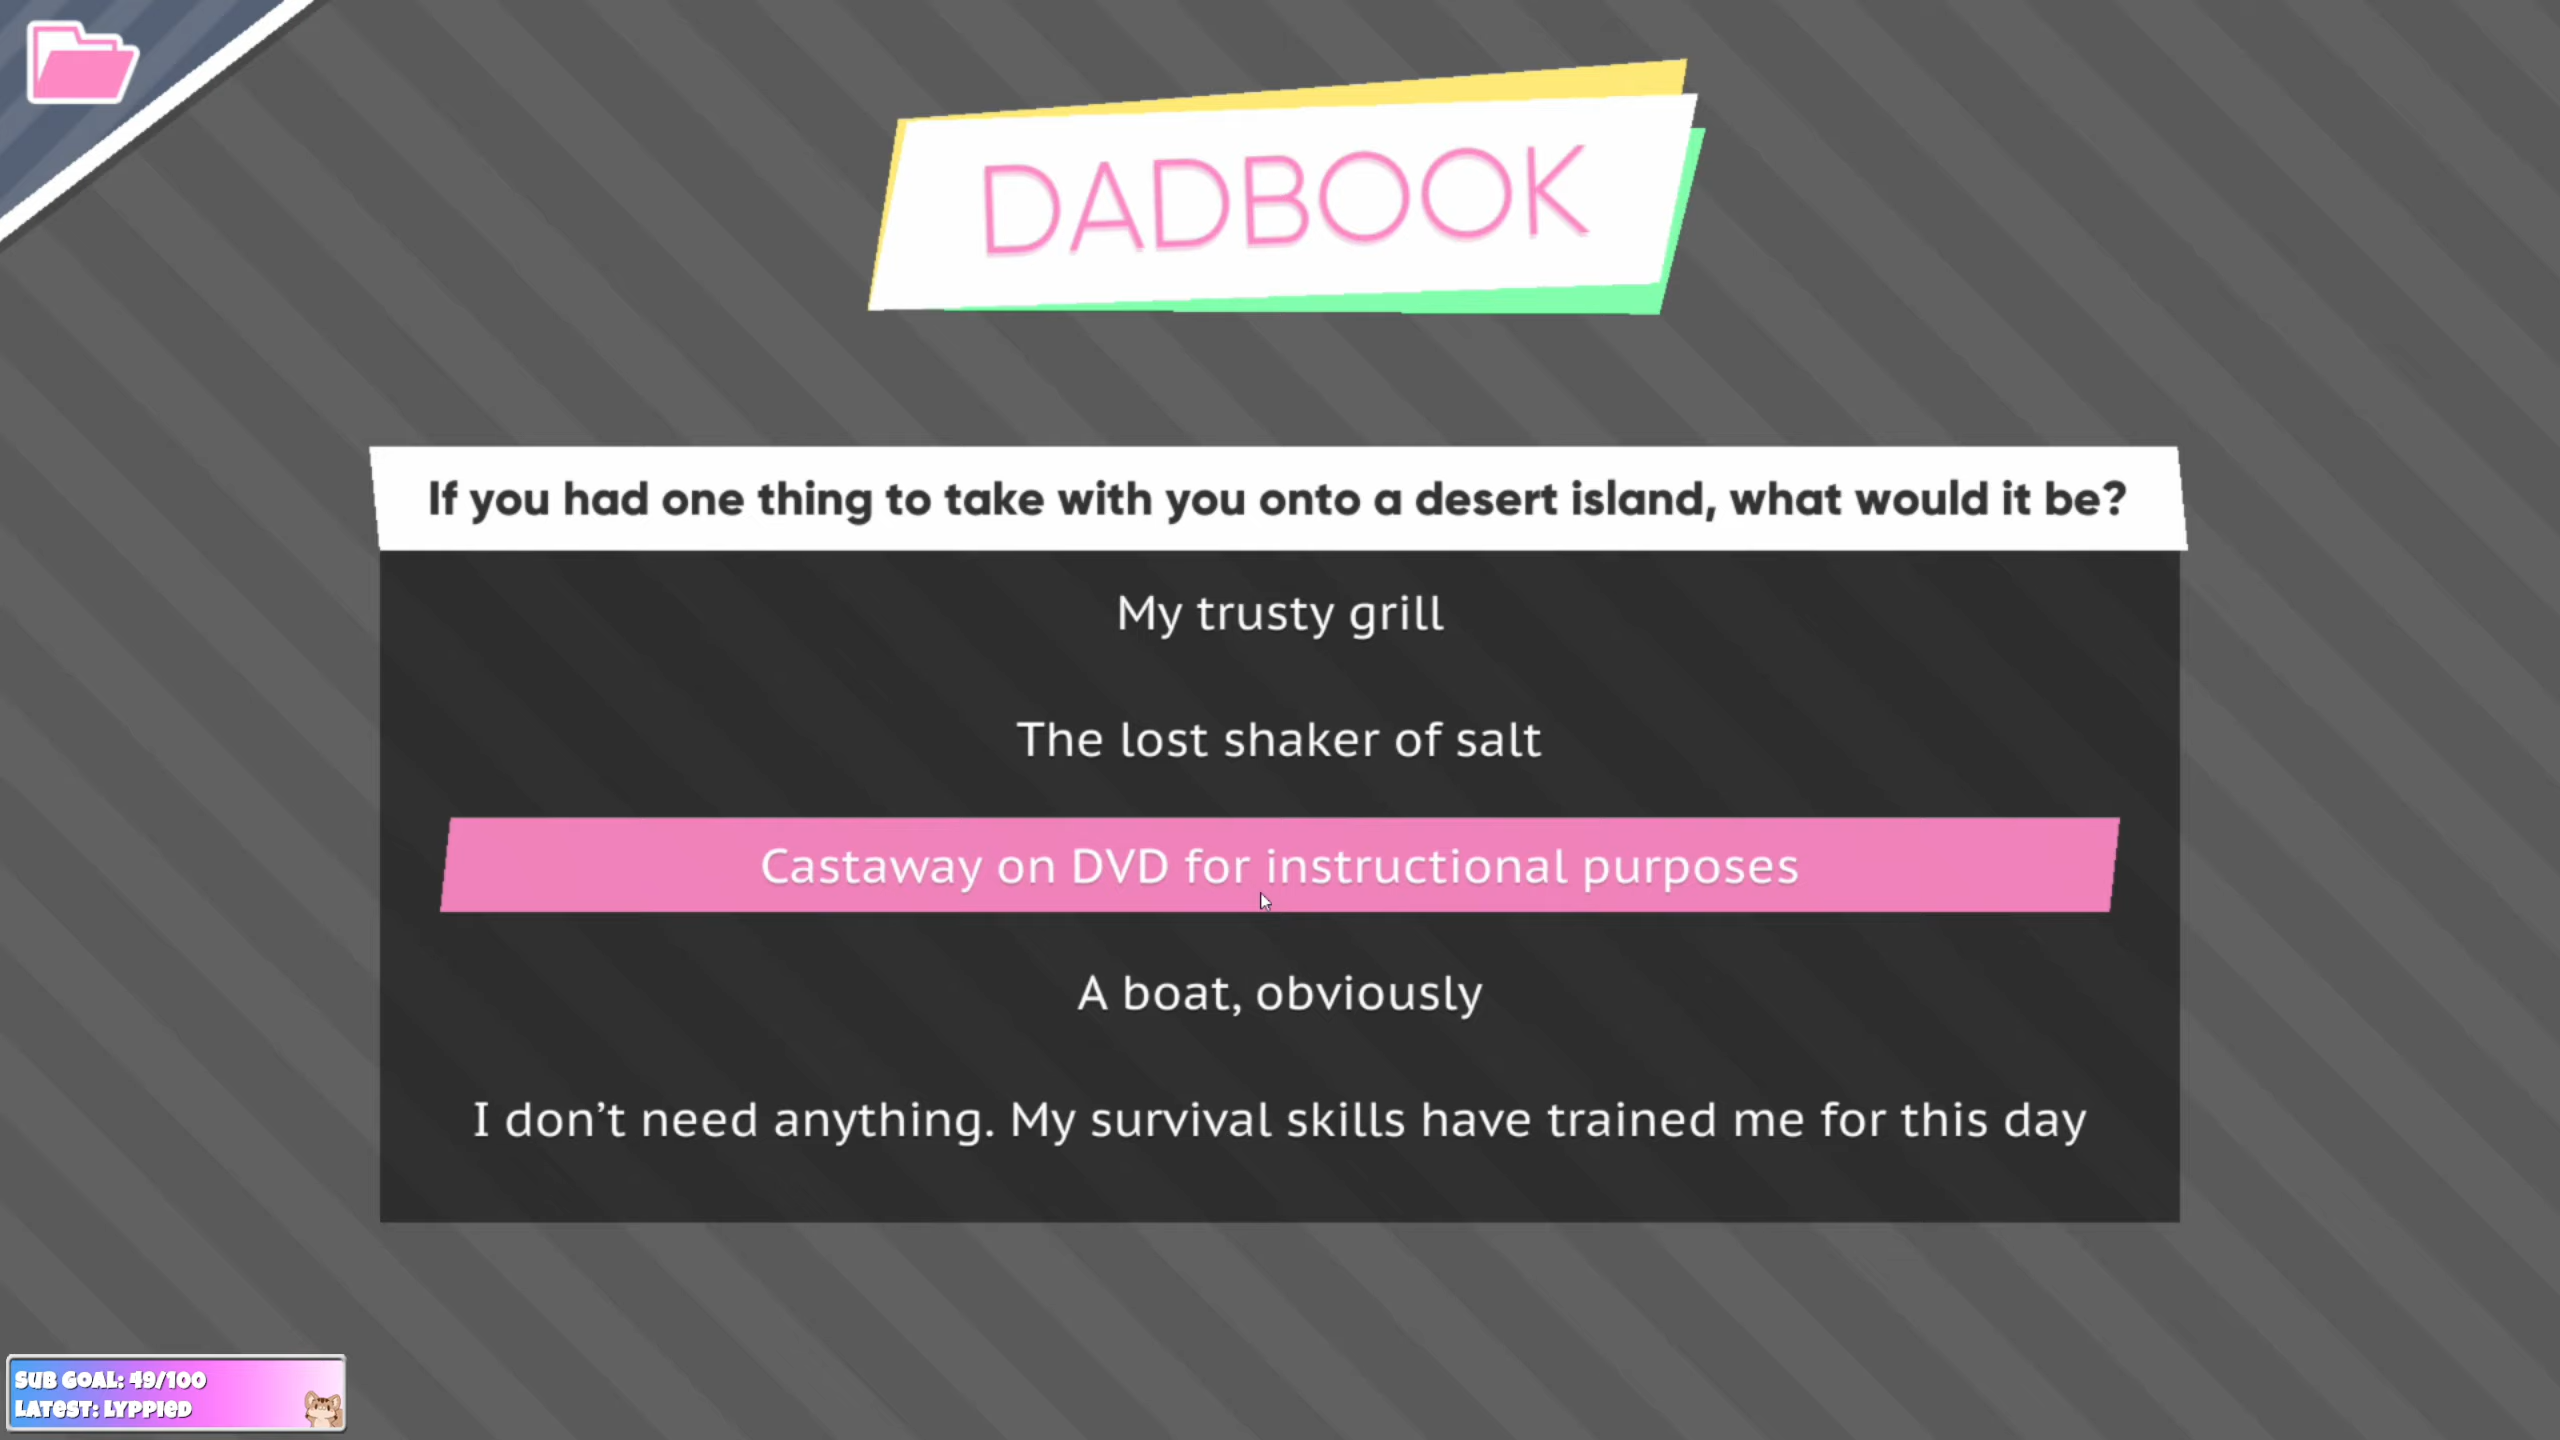 DADBOOK
If you had one thing to take with you onto a desert island, what would it be?
My trusty grill
The lost shaker of salt
Castaway on DVD for instructional purposes
A boat, obviously
I don’t need anything. My survival skills have trained me for this day
SUB GOAL: 49/100
LATEST: LYPPIED